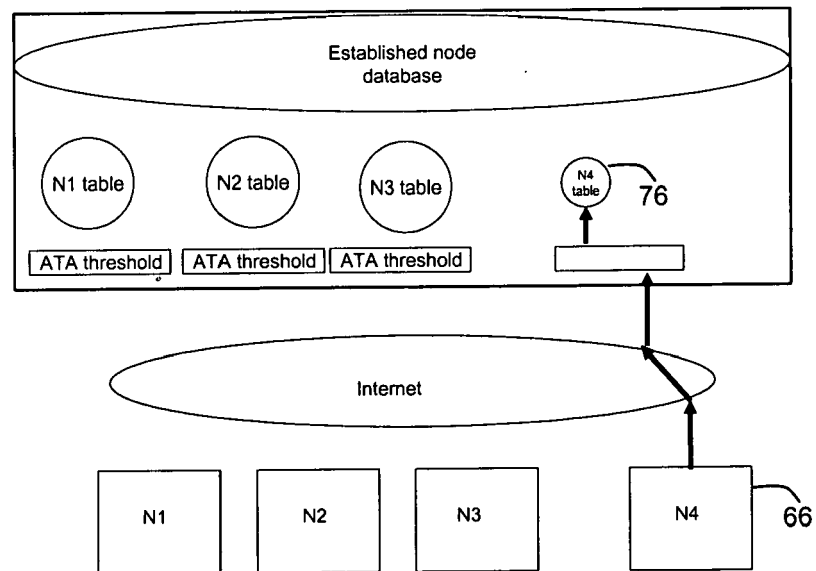 Established node
database
N1 table
N2 table
N3 table
N4
table
76
ATA threshold
ATA threshold
ATA threshold
Internet
N1
N2
N3
N4
66